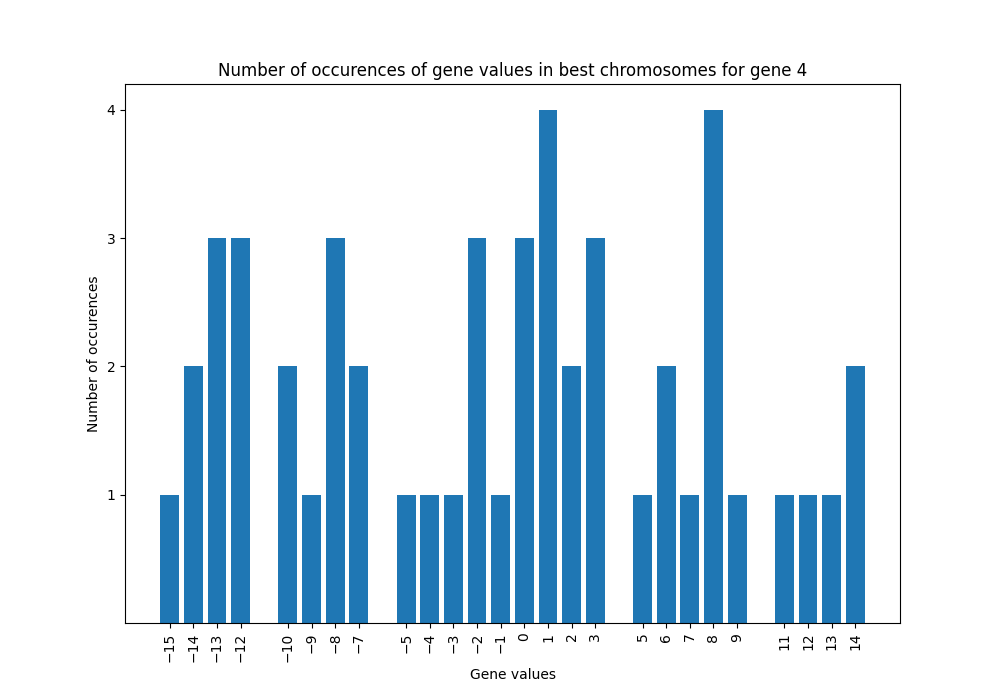 Number of occurences of gene values in best chromosomes for gene 4
4
3
2
1
Number of occurences
−15 −14 −13 −12 −10 −9 −8 −7 −5 −4 −3 −2 −1 0 1 2 3 5 6 7 8 9 11 12 13 14
Gene values